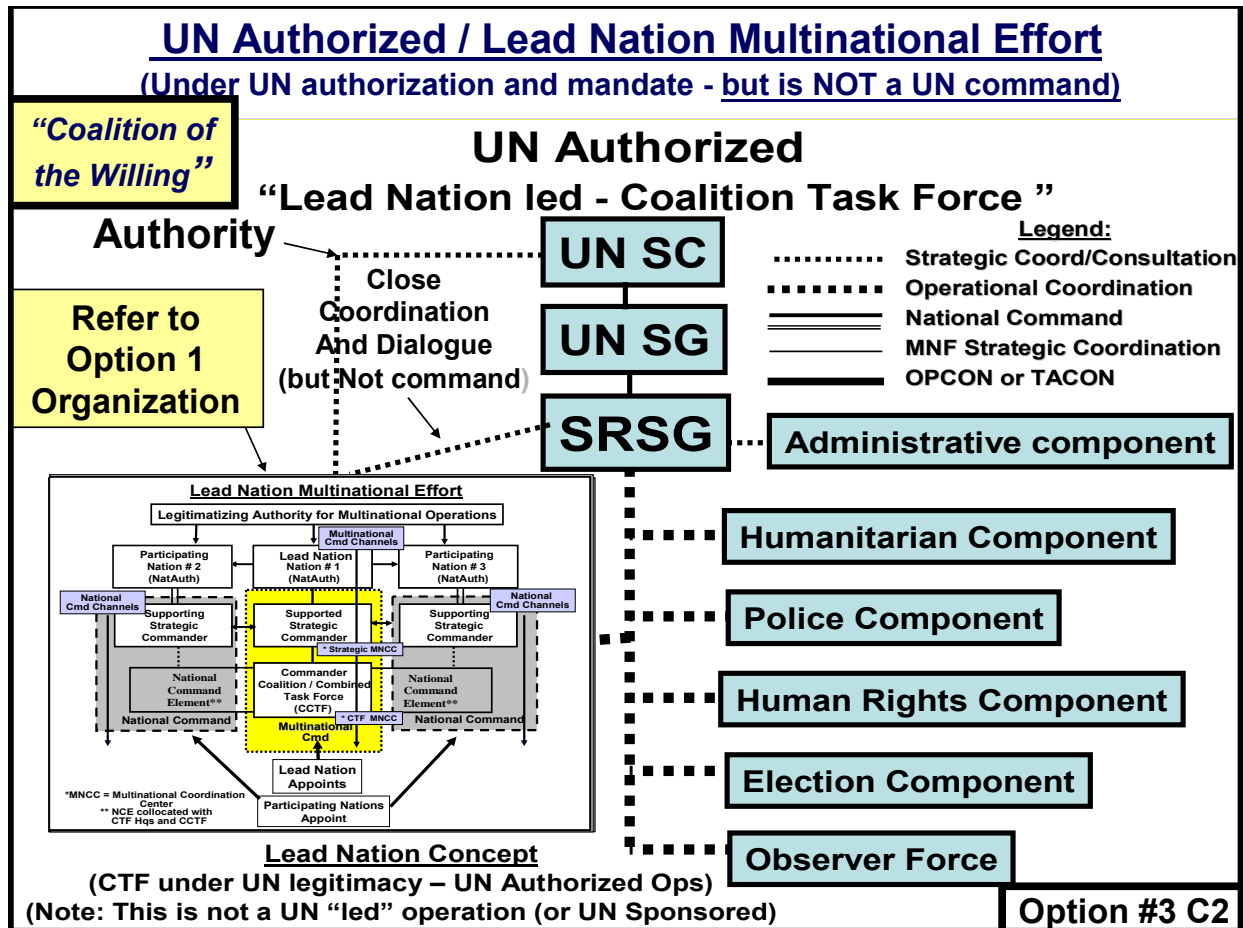 UN Authorized / Lead Nation Multinational Effort
(Under UN authorization and mandate - but is NOT a UN command)
“Coalition of
the Willing”
UN Authorized
“Lead Nation led - Coalition Task Force ”
Authority
Close
Coordination
And Dialogue
(but Not command)
Refer to
Option 1
Organization
UN SC
UN SG
SRSG
Legend:
Strategic Coord/Consultation
Operational Coordination
National Command
MNF Strategic Coordination
OPCON or TACON
Administrative component
Humanitarian Component
Police Component
Human Rights Component
Election Component
Observer Force
Lead Nation Multinational Effort
Legitimatizing Authority for Multinational Operations
Multinational
Cmd Channels
Participating
Nation # 2
(NatAuth)
Lead Nation
Nation # 1
(NatAuth)
Participating
Nation # 3
(NatAuth)
National
Cmd Channels
National
Cmd Channels
Supporting
Strategic
Commander
Supported
Strategic
Commander
Supporting
Strategic
Commander
* Strategic MNCC
National
Command
Element**
National Command
Commander
Coalition / Combined
Task Force
(CCTF)
National
Command
Element**
National Command
* CTF MNCC
Multinational
Cmd
Lead Nation
Appoints
Participating Nations
Appoint
*MNCC = Multinational Coordination
Center
** NCE collocated with
CTF Hqs and CCTF
Lead Nation Concept
(CTF under UN legitimacy – UN Authorized Ops)
(Note: This is not a UN “led” operation (or UN Sponsored)
Option #3 C2